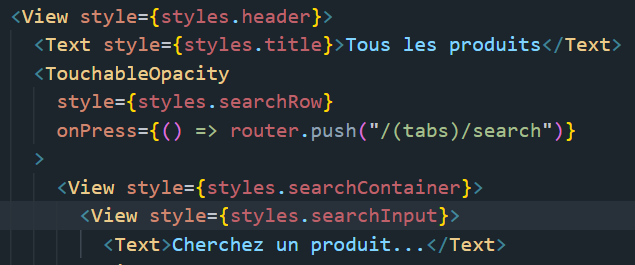 <View style={styles.header}>
<Text style={styles.title}>Tous les produits</Text>
<TouchableOpacity
style={styles.searchRow}
onPress={() => router.push("/(tabs)/search")}
>
<View style={styles.searchContainer}>
<View style={styles.searchInput}>
<Text>Cherchez un produit...</Text>